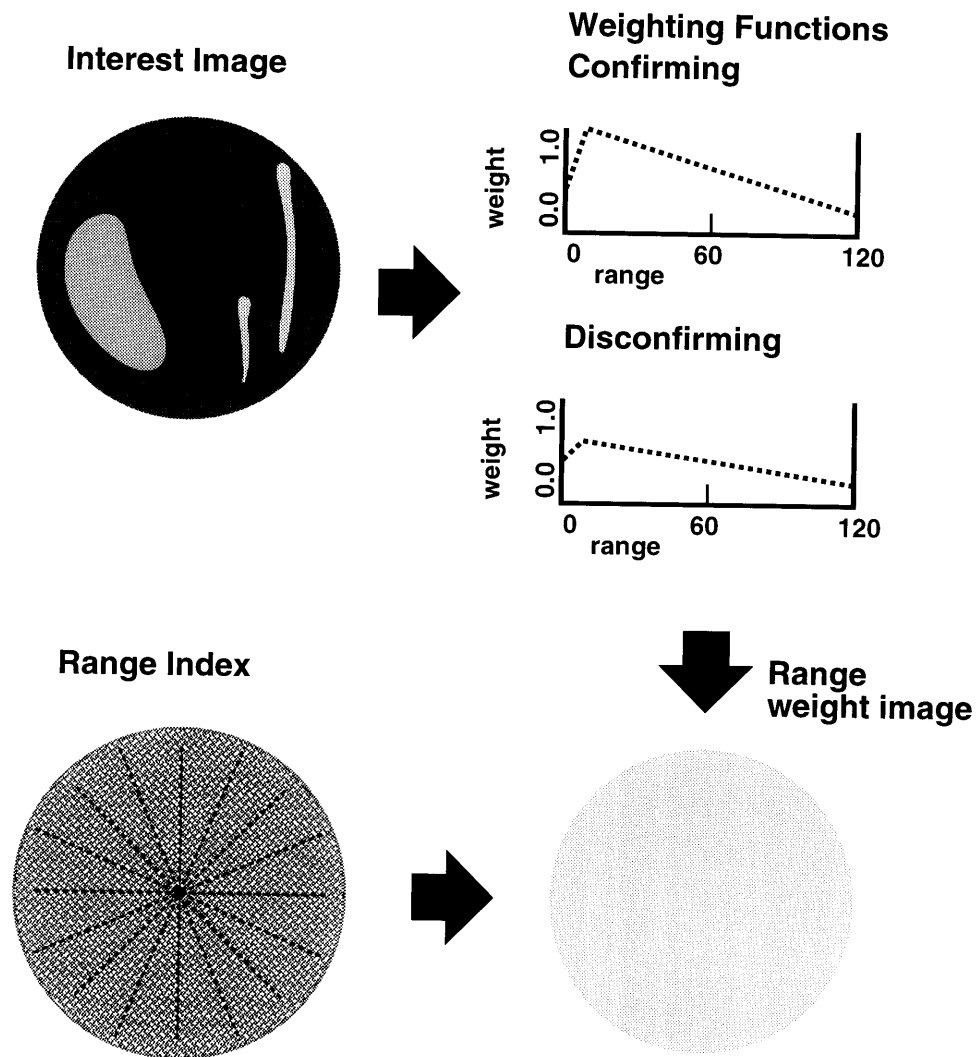 Interest Image
Weighting Functions
Confirming
weight
1.0
0.0
0
60
120
range
Disconfirming
weight
1.0
0.0
0
60
120
range
Range Index
Range
weight image